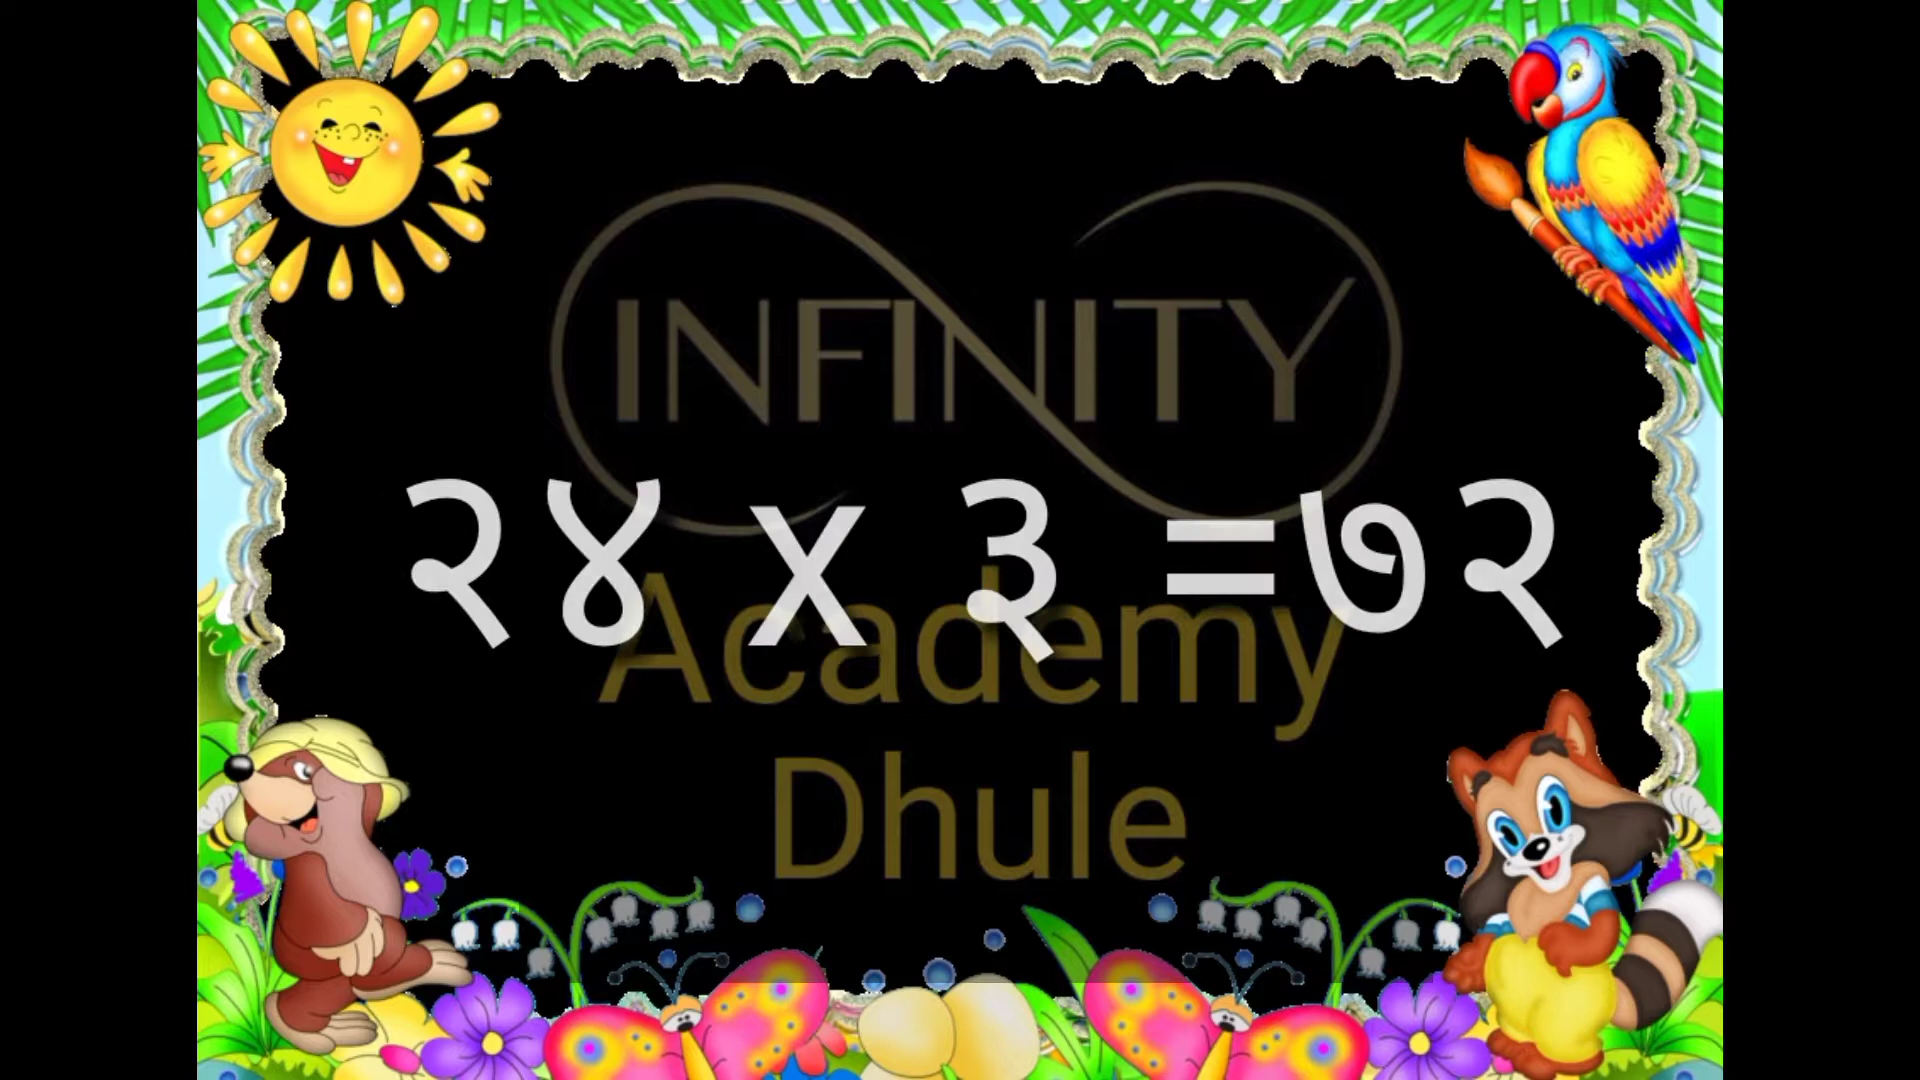 INFINITY
२४ x ३ =७२
Academy
Dhule